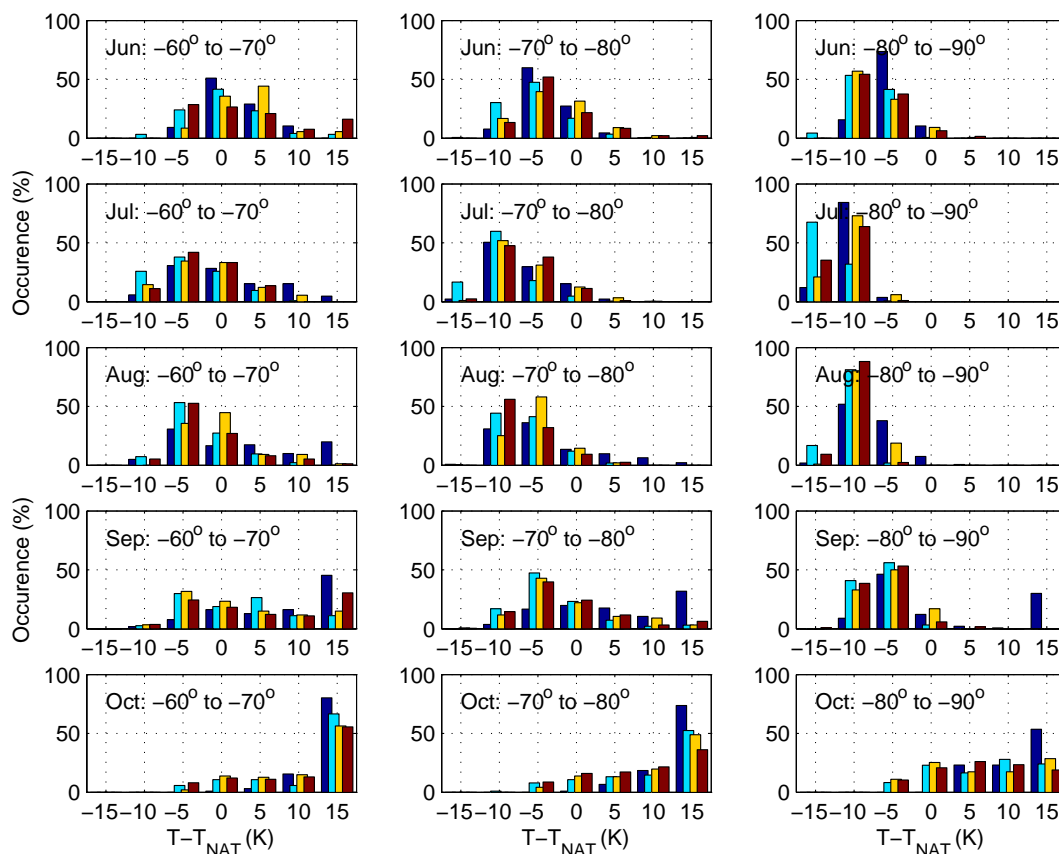 100 100 100
Jun: −60° to −70° Jun: −70° to −80° Jun: −80° to −90°
50 50 50
0 0 0
−15 −10 −5 0 5 10 15 −15 −10 −5 0 5 10 15 −15 −10 −5 0 5 10 15
Occurence (%)
100 100 100
Jul: −60° to −70° Jul: −70° to −80° Jul: −80° to −90°
50 50 50
0 0 0
−15 −10 −5 0 5 10 15 −15 −10 −5 0 5 10 15 −15 −10 −5 0 5 10 15
100 100 100
Aug: −60° to −70° Aug: −70° to −80° Aug: −80° to −90°
50 50 50
0 0 0
−15 −10 −5 0 5 10 15 −15 −10 −5 0 5 10 15 −15 −10 −5 0 5 10 15
Occurence (%)
100 100 100
Sep: −60° to −70° Sep: −70° to −80° Sep: −80° to −90°
50 50 50
0 0 0
−15 −10 −5 0 5 10 15 −15 −10 −5 0 5 10 15 −15 −10 −5 0 5 10 15
100 100 100
Oct: −60° to −70° Oct: −70° to −80° Oct: −80° to −90°
50 50 50
0 0 0
−15 −10 −5 0 5 10 15 −15 −10 −5 0 5 10 15 −15 −10 −5 0 5 10 15
T−T_NAT (K) T−T_NAT (K) T−T_NAT (K)